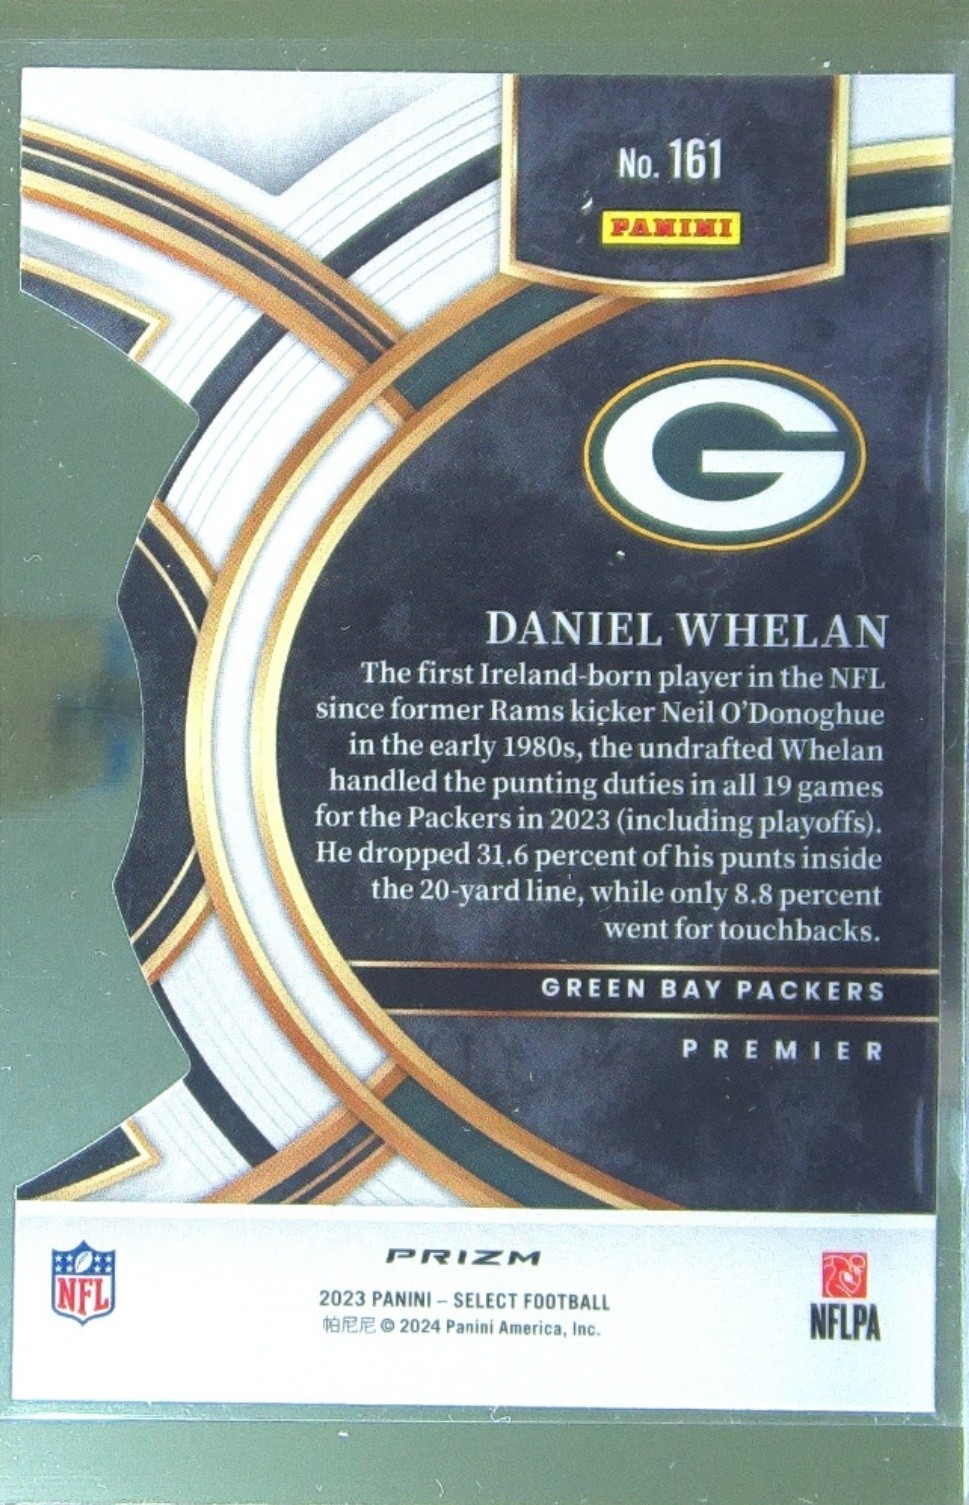 No. 161
PANINI
G
DANIEL WHELAN
The first Ireland-born player in the NFL
since former Rams kicker Neil O'Donoghue
in the early 1980s, the undrafted Whelan
handled the punting duties in all 19 games
for the Packers in 2023 (including playoffs).
He dropped 31.6 percent of his punts inside
the 20-yard line, while only 8.8 percent
went for touchbacks.
GREEN BAY PACKERS
PREMIER
PRIZM
NFL
2023 PANINI – SELECT FOOTBALL
帕尼尼 © 2024 Panini America, Inc.
NFLPA